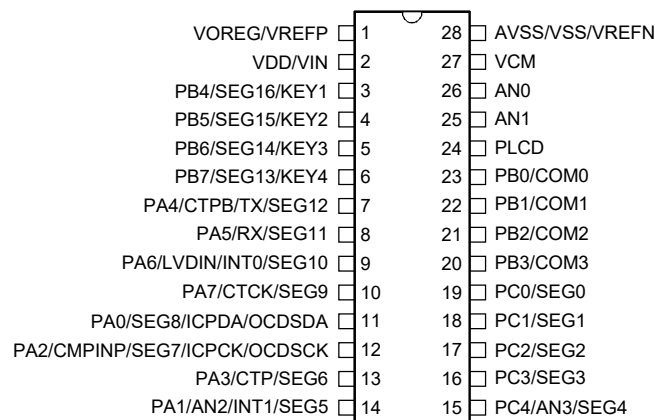 VOREG/VREFP 1 28 AVSS/VSS/VREFN
VDD/VIN 2 27 VCM
PB4/SEG16/KEY1 3 26 AN0
PB5/SEG15/KEY2 4 25 AN1
PB6/SEG14/KEY3 5 24 PLCD
PB7/SEG13/KEY4 6 23 PB0/COM0
PA4/CTPB/TX/SEG12 7 22 PB1/COM1
PA5/RX/SEG11 8 21 PB2/COM2
PA6/LVDIN/INT0/SEG10 9 20 PB3/COM3
PA7/CTCK/SEG9 10 19 PC0/SEG0
PA0/SEG8/ICPDA/OCDSDA 11 18 PC1/SEG1
PA2/CMPINP/SEG7/ICPCK/OCDSCK 12 17 PC2/SEG2
PA3/CTP/SEG6 13 16 PC3/SEG3
PA1/AN2/INT1/SEG5 14 15 PC4/AN3/SEG4